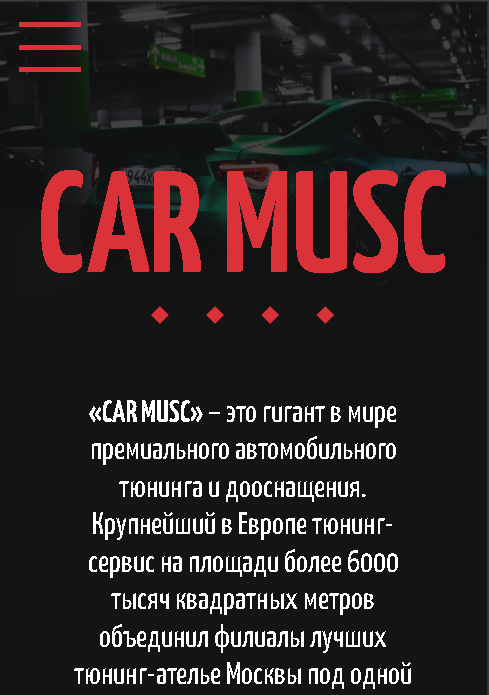 CAR MUSC
«CAR MUSC» – это гигант в мире
премиального автомобильного
тюнинга и дооснащения.
Крупнейший в Европе тюнинг-
сервис на площади более 6000
тысяч квадратных метров
объединил филиалы лучших
тюнинг-ателье Москвы под одной